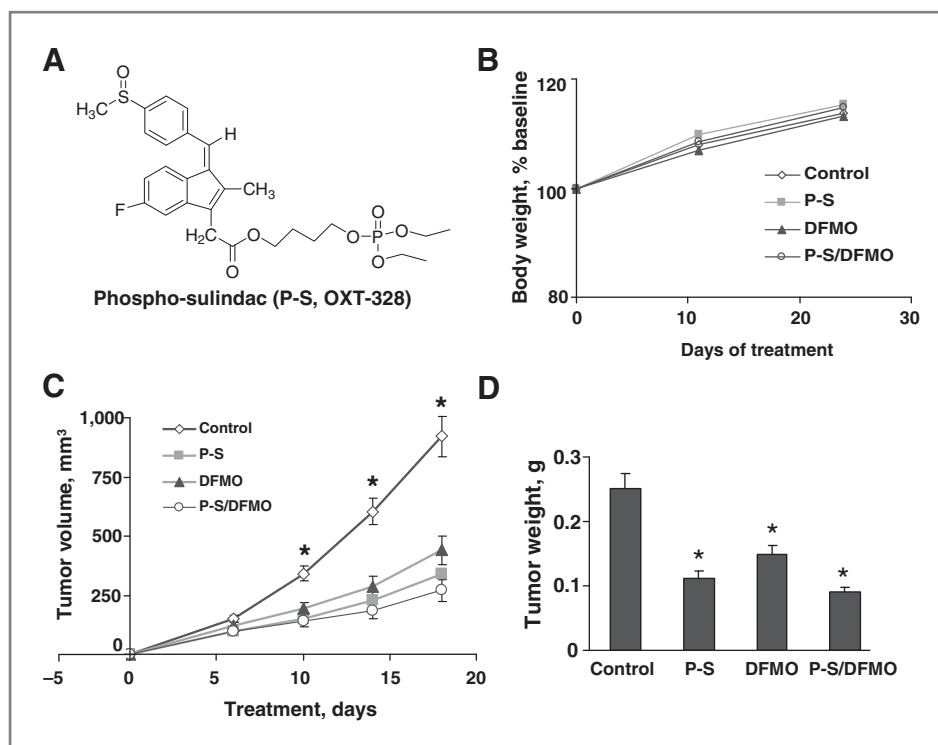 A
O
S
H3C
H
F
CH3
H2C
O
O
O
O
P
O
O
Phospho-sulindac (P-S, OXT-328)
B
Body weight, % baseline
120
100
80
0
10
20
30
Days of treatment
Control
P-S
DFMO
P-S/DFMO
C
Tumor volume, mm³
1,000
750
500
250
0
–5
0
5
10
15
20
Treatment, days
Control
P-S
DFMO
P-S/DFMO
*
*
*
D
Tumor weight, g
0.3
0.2
0.1
0
Control
P-S
DFMO
P-S/DFMO
*
*
*